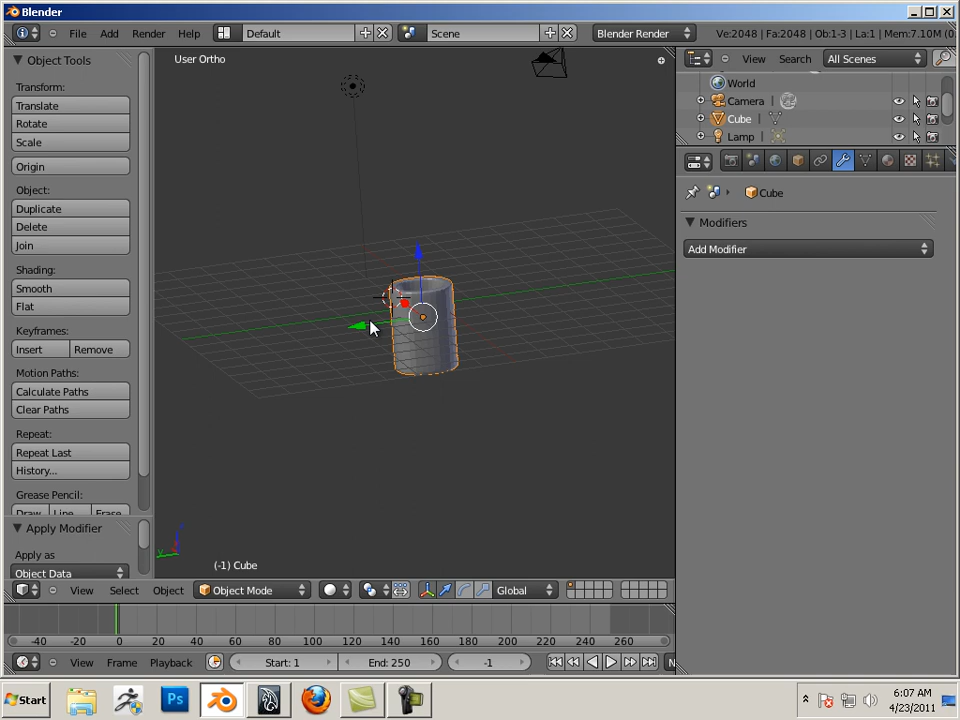 Blender
File Add Render Help Default Scene Blender Render Ve:2048 | Fa:2048 | Ob:1-3 | La:1 | Mem:7.10M (0
Object Tools
Transform:
Translate
Rotate
Scale
Origin
Object:
Duplicate
Delete
Join
Shading:
Smooth
Flat
Keyframes:
Insert Remove
Motion Paths:
Calculate Paths
Clear Paths
Repeat:
Repeat Last
History...
Grease Pencil:
Draw Line Erase
Apply Modifier
Apply as
Object Data
User Ortho
(-1) Cube
View Select Object Object Mode Global
-40 -20 0 20 40 60 80 100 120 140 160 180 200 220 240 260
View Frame Playback Start: 1 End: 250 -1 N
View Search All Scenes
World
Camera
Cube
Lamp
Cube
Modifiers
Add Modifier
Start Ps 6:07 AM
4/23/2011